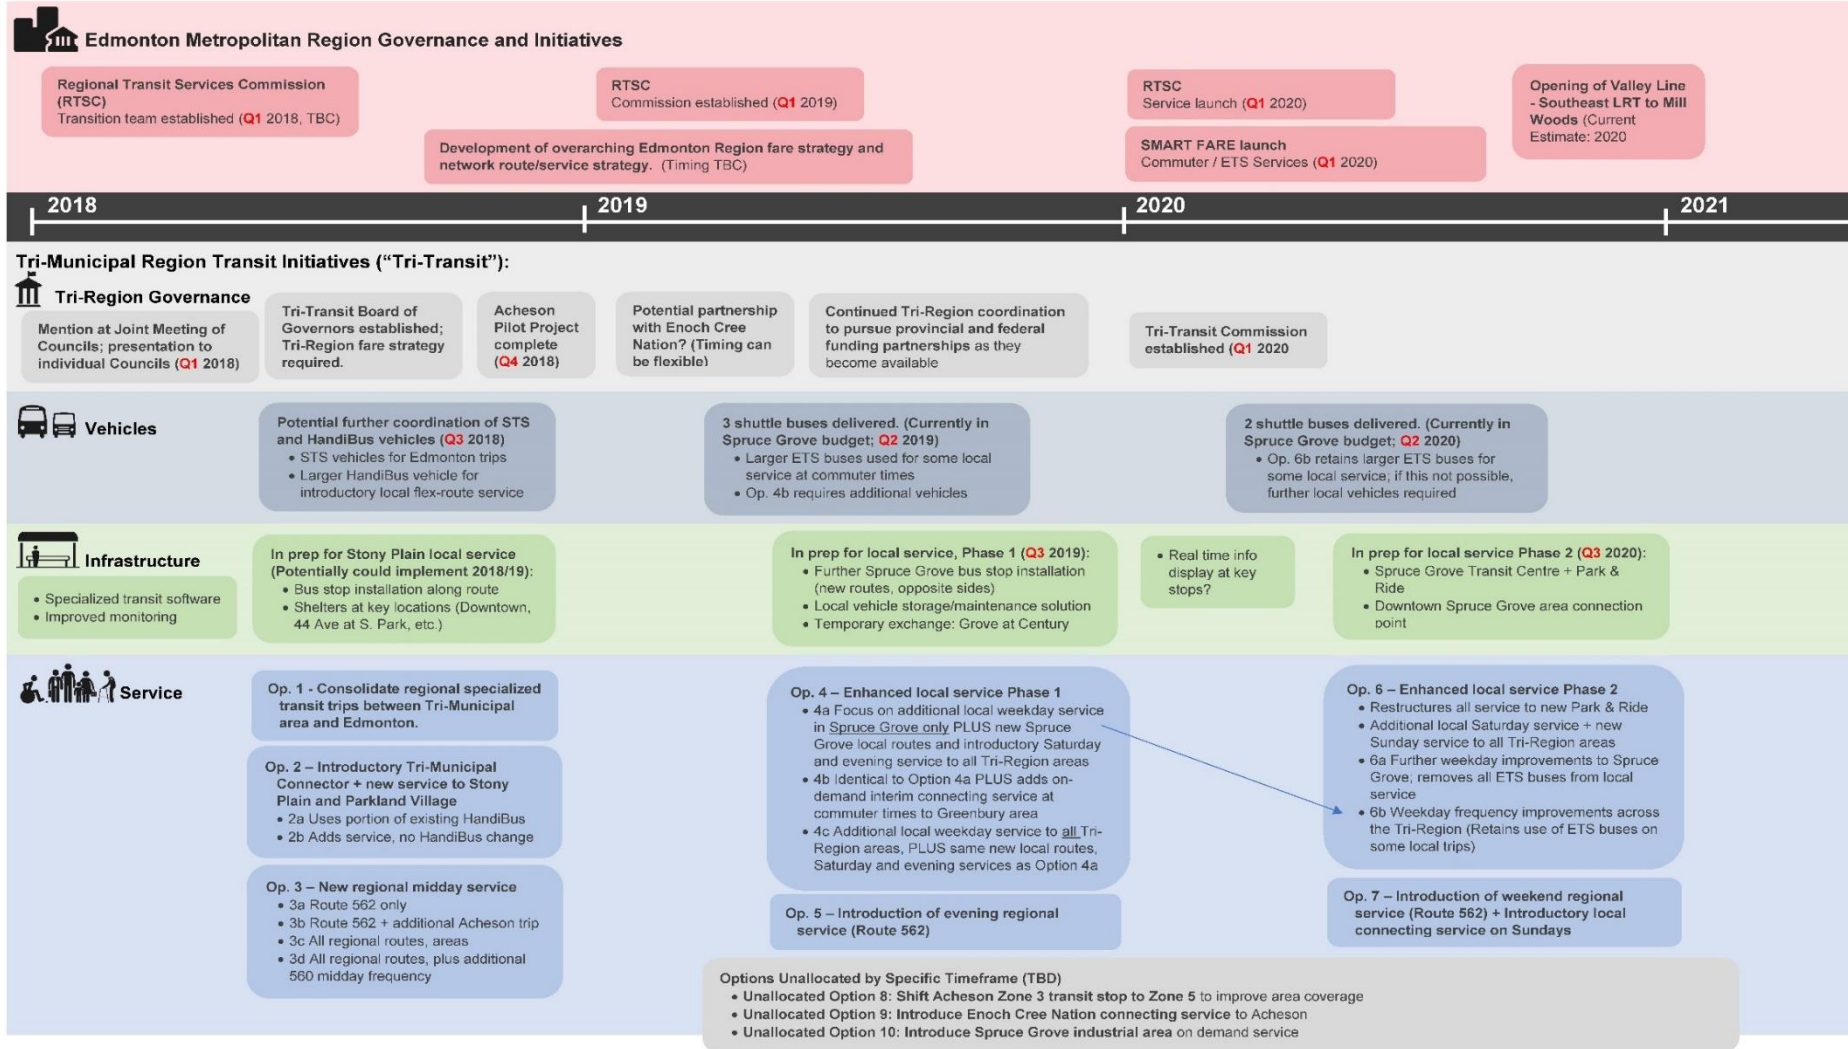 Edmonton Metropolitan Region Governance and Initiatives
Regional Transit Services Commission
(RTSC)
Transition team established (Q1 2018, TBC)
RTSC
Commission established (Q1 2019)
Development of overarching Edmonton Region fare strategy and
network route/service strategy. (Timing TBC)
RTSC
Service launch (Q1 2020)
SMART FARE launch
Commuter / ETS Services (Q1 2020)
Opening of Valley Line
- Southeast LRT to Mill
Woods (Current
Estimate: 2020
2018
2019
2020
2021
Tri-Municipal Region Transit Initiatives (“Tri-Transit”):
Tri-Region Governance
Mention at Joint Meeting of
Councils; presentation to
individual Councils (Q1 2018)
Tri-Transit Board of
Governors established;
Tri-Region fare strategy
required.
Acheson
Pilot Project
complete
(Q4 2018)
Potential partnership
with Enoch Cree
Nation? (Timing can
be flexible)
Continued Tri-Region coordination
to pursue provincial and federal
funding partnerships as they
become available
Tri-Transit Commission
established (Q1 2020
Vehicles
Potential further coordination of STS
and HandiBus vehicles (Q3 2018)
• STS vehicles for Edmonton trips
• Larger HandiBus vehicle for
introductory local flex-route service
3 shuttle buses delivered. (Currently in
Spruce Grove budget; Q2 2019)
• Larger ETS buses used for some local
service at commuter times
• Op. 4b requires additional vehicles
2 shuttle buses delivered. (Currently in
Spruce Grove budget; Q2 2020)
• Op. 6b retains larger ETS buses for
some local service; if this not possible,
further local vehicles required
Infrastructure
• Specialized transit software
• Improved monitoring
In prep for Stony Plain local service
(Potentially could implement 2018/19):
• Bus stop installation along route
• Shelters at key locations (Downtown,
44 Ave at S. Park, etc.)
In prep for local service, Phase 1 (Q3 2019):
• Further Spruce Grove bus stop installation
(new routes, opposite sides)
• Local vehicle storage/maintenance solution
• Temporary exchange: Grove at Century
• Real time info
display at key
stops?
In prep for local service Phase 2 (Q3 2020):
• Spruce Grove Transit Centre + Park &
Ride
• Downtown Spruce Grove area connection
point
Service
Op. 1 - Consolidate regional specialized
transit trips between Tri-Municipal
area and Edmonton.
Op. 2 – Introductory Tri-Municipal
Connector + new service to Stony
Plain and Parkland Village
• 2a Uses portion of existing HandiBus
• 2b Adds service, no HandiBus change
Op. 3 – New regional midday service
• 3a Route 562 only
• 3b Route 562 + additional Acheson trip
• 3c All regional routes, areas
• 3d All regional routes, plus additional
560 midday frequency
Op. 4 – Enhanced local service Phase 1
• 4a Focus on additional local weekday service
in Spruce Grove only PLUS new Spruce
Grove local routes and introductory Saturday
and evening service to all Tri-Region areas
• 4b Identical to Option 4a PLUS adds on-
demand interim connecting service at
commuter times to Greenbury area
• 4c Additional local weekday service to all Tri-
Region areas, PLUS same new local routes,
Saturday and evening services as Option 4a
Op. 5 – Introduction of evening regional
service (Route 562)
Op. 6 – Enhanced local service Phase 2
• Restructures all service to new Park & Ride
• Additional local Saturday service + new
Sunday service to all Tri-Region areas
• 6a Further weekday improvements to Spruce
Grove; removes all ETS buses from local
service
• 6b Weekday frequency improvements across
the Tri-Region (Retains use of ETS buses on
some local trips)
Op. 7 – Introduction of weekend regional
service (Route 562) + Introductory local
connecting service on Sundays
Options Unallocated by Specific Timeframe (TBD)
• Unallocated Option 8: Shift Acheson Zone 3 transit stop to Zone 5 to improve area coverage
• Unallocated Option 9: Introduce Enoch Cree Nation connecting service to Acheson
• Unallocated Option 10: Introduce Spruce Grove industrial area on demand service